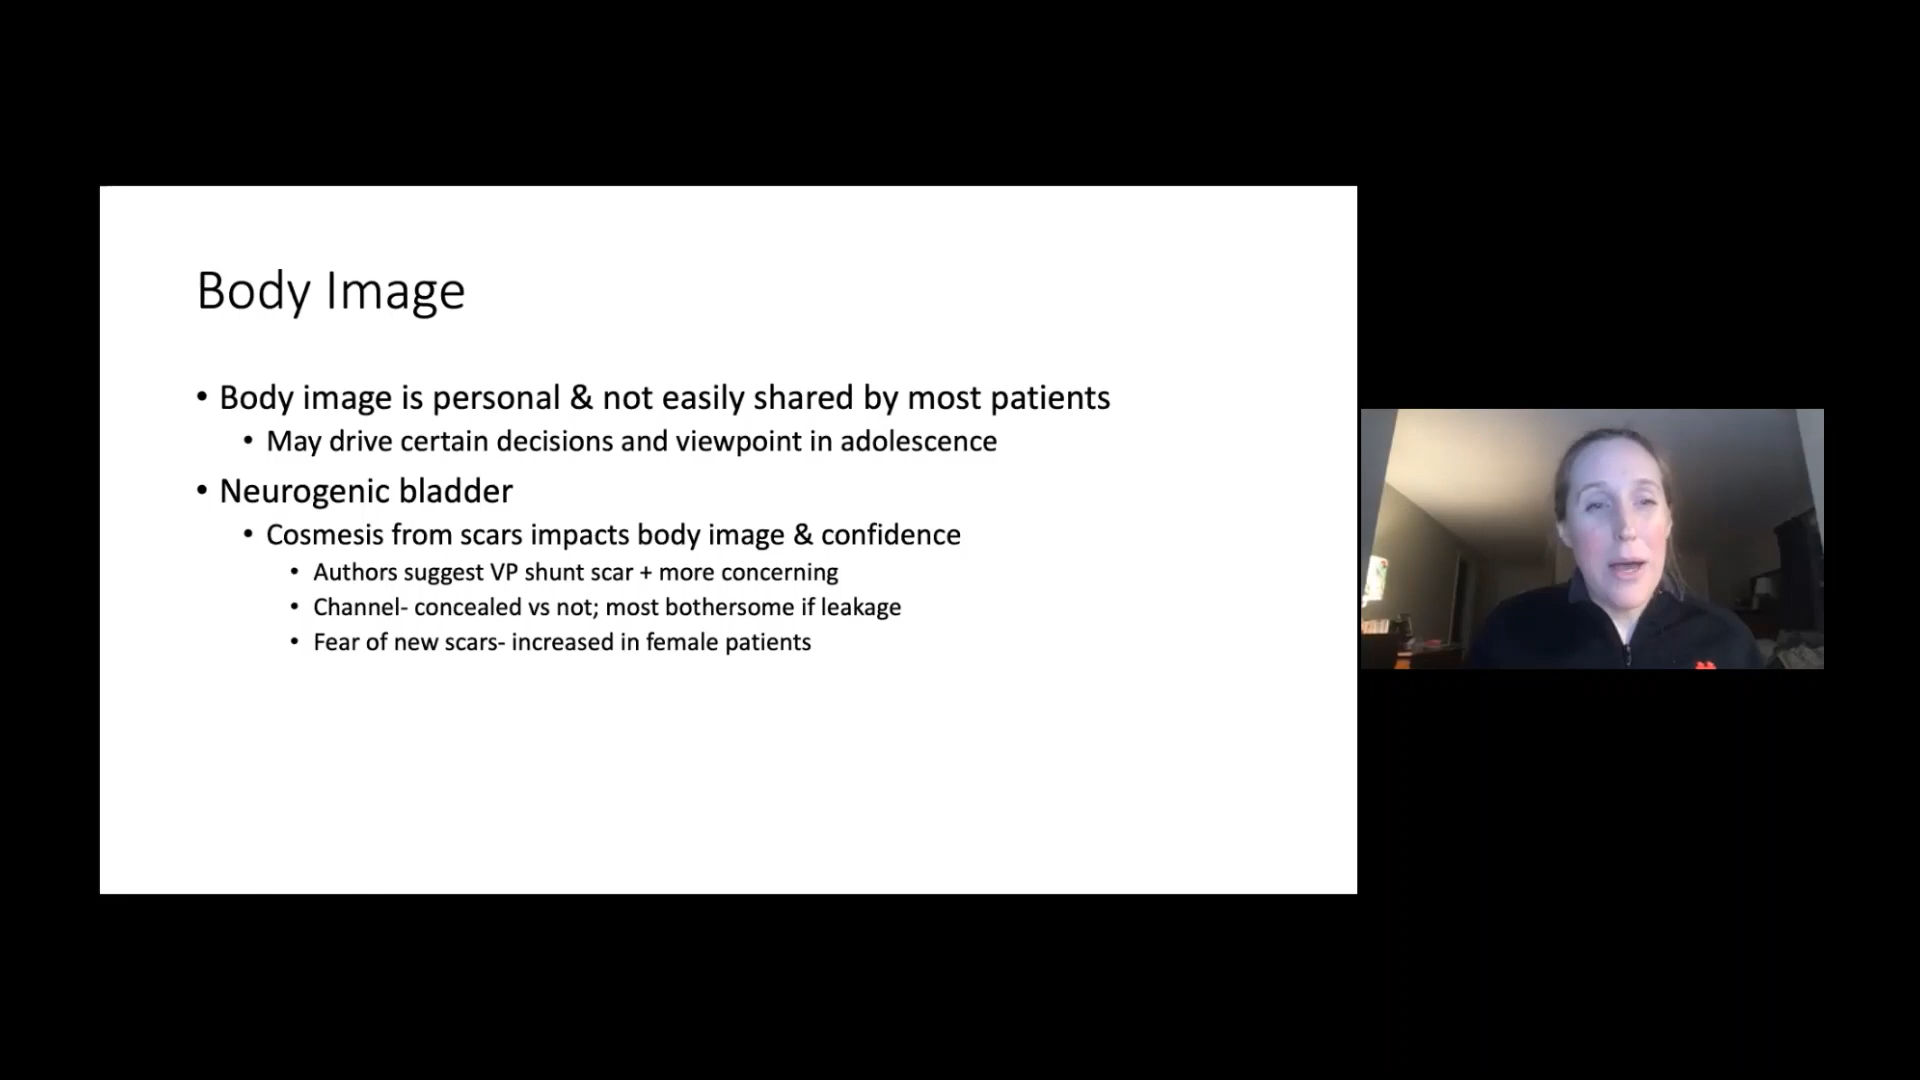 Body Image
• Body image is personal & not easily shared by most patients
• May drive certain decisions and viewpoint in adolescence
• Neurogenic bladder
• Cosmesis from scars impacts body image & confidence
• Authors suggest VP shunt scar + more concerning
• Channel- concealed vs not; most bothersome if leakage
• Fear of new scars- increased in female patients